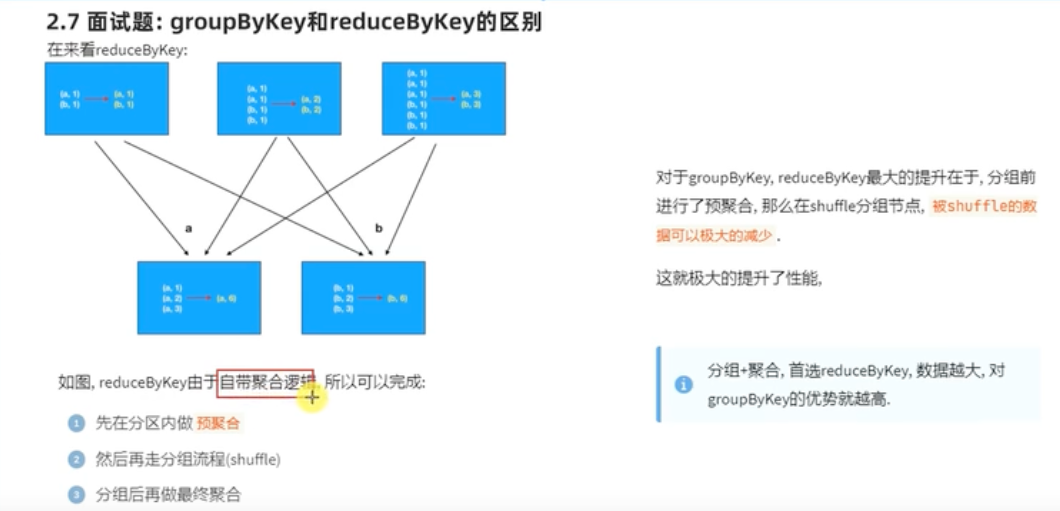 2.7 面试题: groupByKey和reduceByKey的区别
在来看reduceByKey:
(a, 1)
(b, 1)
(a, 1)
(b, 1)
(a, 1)
(a, 1)
(b, 1)
(b, 1)
(a, 2)
(b, 2)
(a, 1)
(a, 1)
(a, 1)
(b, 1)
(b, 1)
(b, 1)
(a, 3)
(b, 3)
a
b
(a, 1)
(a, 2)
(a, 3)
(a, 6)
(b, 1)
(b, 2)
(b, 3)
(b, 6)
如图, reduceByKey由于自带聚合逻辑, 所以可以完成:
1 先在分区内做 预聚合
2 然后再走分组流程(shuffle)
3 分组后再做最终聚合
对于groupByKey, reduceByKey最大的提升在于, 分组前
进行了预聚合, 那么在shuffle分组节点, 被shuffle的数
据可以极大的减少.
这就极大的提升了性能,
分组+聚合, 首选reduceByKey, 数据越大, 对
groupByKey的优势就越高.